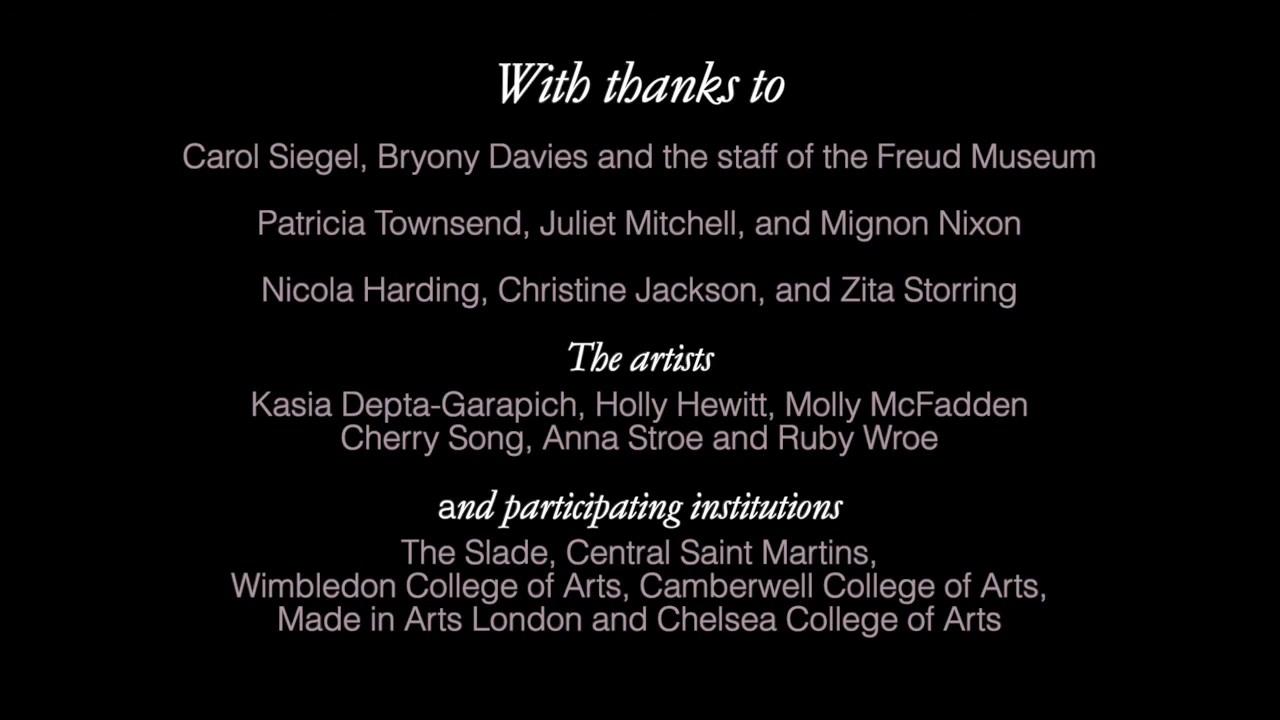 With thanks to
Carol Siegel, Bryony Davies and the staff of the Freud Museum
Patricia Townsend, Juliet Mitchell, and Mignon Nixon
Nicola Harding, Christine Jackson, and Zita Storring
The artists
Kasia Depta-Garapich, Holly Hewitt, Molly McFadden
Cherry Song, Anna Stroe and Ruby Wroe
and participating institutions
The Slade, Central Saint Martins,
Wimbledon College of Arts, Camberwell College of Arts,
Made in Arts London and Chelsea College of Arts